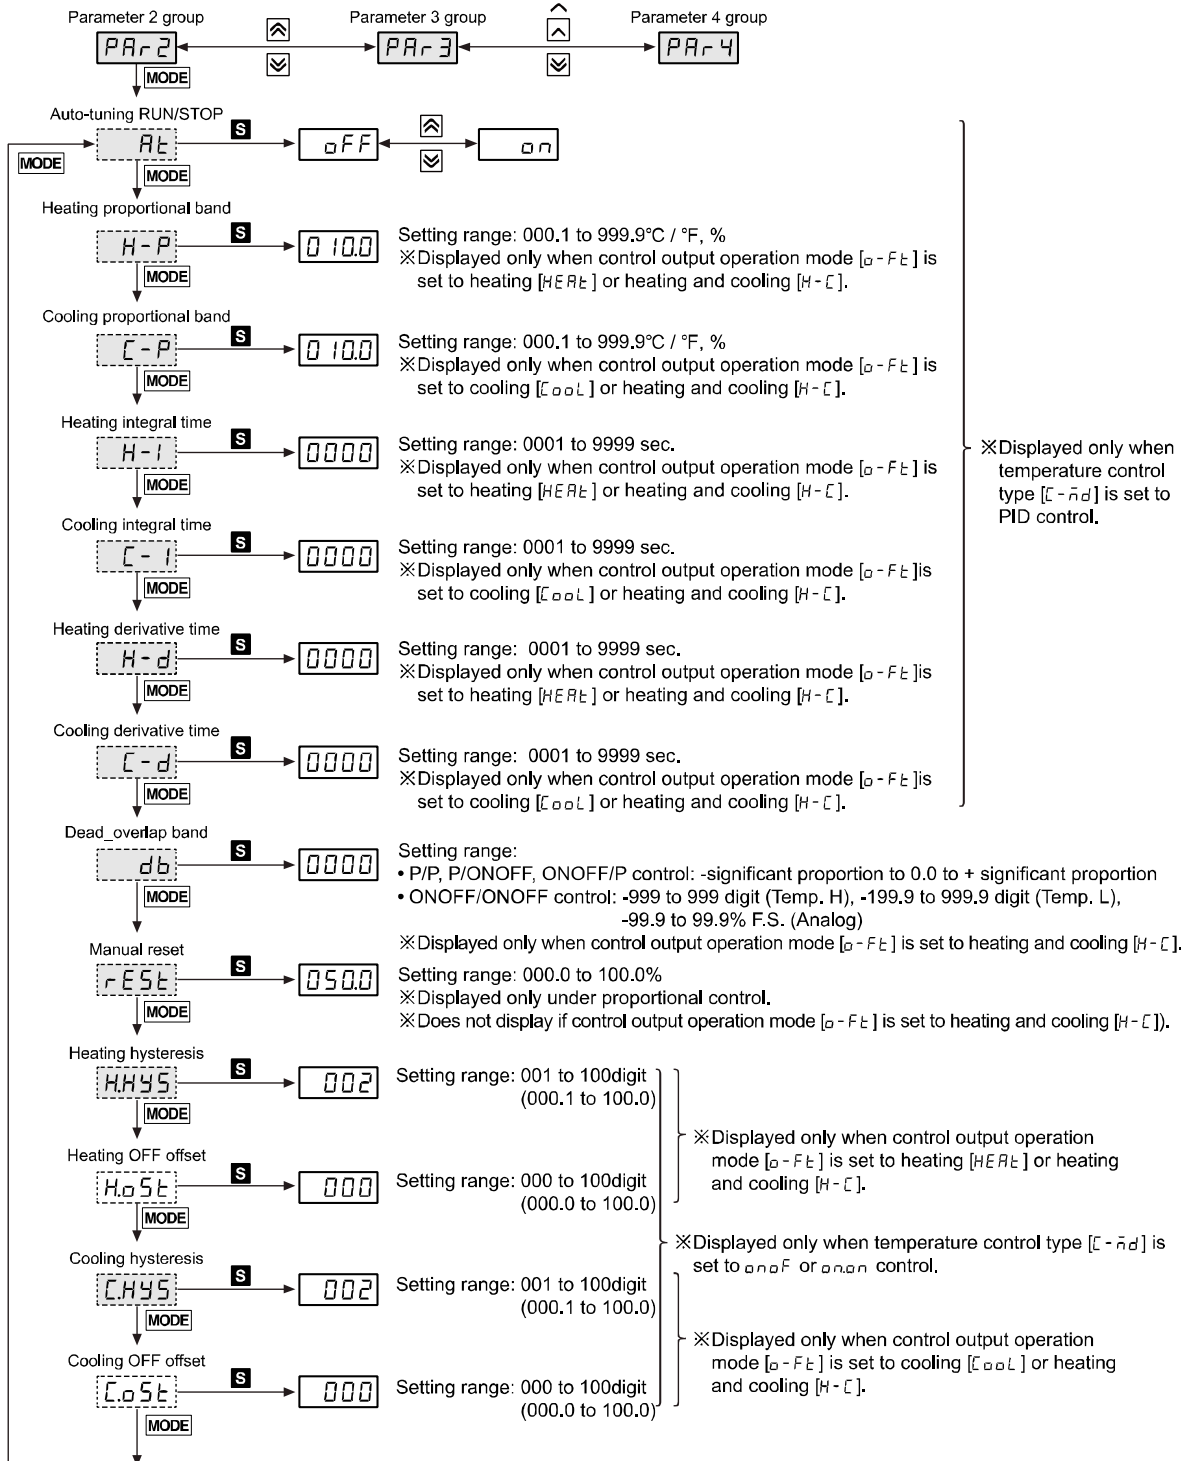 Parameter 2 group
Parameter 3 group
Parameter 4 group
PAr2
PAr3
PAr4
MODE
Auto-tuning RUN/STOP
MODE
At
S
oFF
on
MODE
Heating proportional band
H-P
S
010.0
Setting range: 000.1 to 999.9°C / °F, %
※Displayed only when control output operation mode [o-Ft] is
set to heating [HEAt] or heating and cooling [H-C].
MODE
Cooling proportional band
C-P
S
010.0
Setting range: 000.1 to 999.9°C / °F, %
※Displayed only when control output operation mode [o-Ft] is
set to cooling [CooL] or heating and cooling [H-C].
MODE
Heating integral time
H-I
S
0000
Setting range: 0001 to 9999 sec.
※Displayed only when control output operation mode [o-Ft] is
set to heating [HEAt] or heating and cooling [H-C].
MODE
※Displayed only when
temperature control
type [C-md] is set to
PID control.
Cooling integral time
C-I
S
0000
Setting range: 0001 to 9999 sec.
※Displayed only when control output operation mode [o-Ft]is
set to cooling [CooL] or heating and cooling [H-C].
MODE
Heating derivative time
H-d
S
0000
Setting range: 0001 to 9999 sec.
※Displayed only when control output operation mode [o-Ft]is
set to heating [HEAt] or heating and cooling [H-C].
MODE
Cooling derivative time
C-d
S
0000
Setting range: 0001 to 9999 sec.
※Displayed only when control output operation mode [o-Ft]is
set to cooling [CooL] or heating and cooling [H-C].
MODE
Dead_overlap band
db
S
0000
Setting range:
• P/P, P/ONOFF, ONOFF/P control: -significant proportion to 0.0 to + significant proportion
• ONOFF/ONOFF control: -999 to 999 digit (Temp. H), -199.9 to 999.9 digit (Temp. L),
-99.9 to 99.9% F.S. (Analog)
※Displayed only when control output operation mode [o-Ft] is set to heating and cooling [H-C].
MODE
Manual reset
rESt
S
050.0
Setting range: 000.0 to 100.0%
※Displayed only under proportional control.
※Does not display if control output operation mode [o-Ft] is set to heating and cooling [H-C]).
MODE
Heating hysteresis
H.HYS
S
002
Setting range: 001 to 100digit
(000.1 to 100.0)
MODE
Heating OFF offset
H.oSt
S
000
Setting range: 000 to 100digit
(000.0 to 100.0)
MODE
※Displayed only when control output operation
mode [o-Ft] is set to heating [HEAt] or heating
and cooling [H-C].
※Displayed only when temperature control type [C-md] is
set to onoF or on.on control.
Cooling hysteresis
C.HYS
S
002
Setting range: 001 to 100digit
(000.1 to 100.0)
MODE
Cooling OFF offset
C.oSt
S
000
Setting range: 000 to 100digit
(000.0 to 100.0)
MODE
※Displayed only when control output operation
mode [o-Ft] is set to cooling [CooL] or heating
and cooling [H-C].